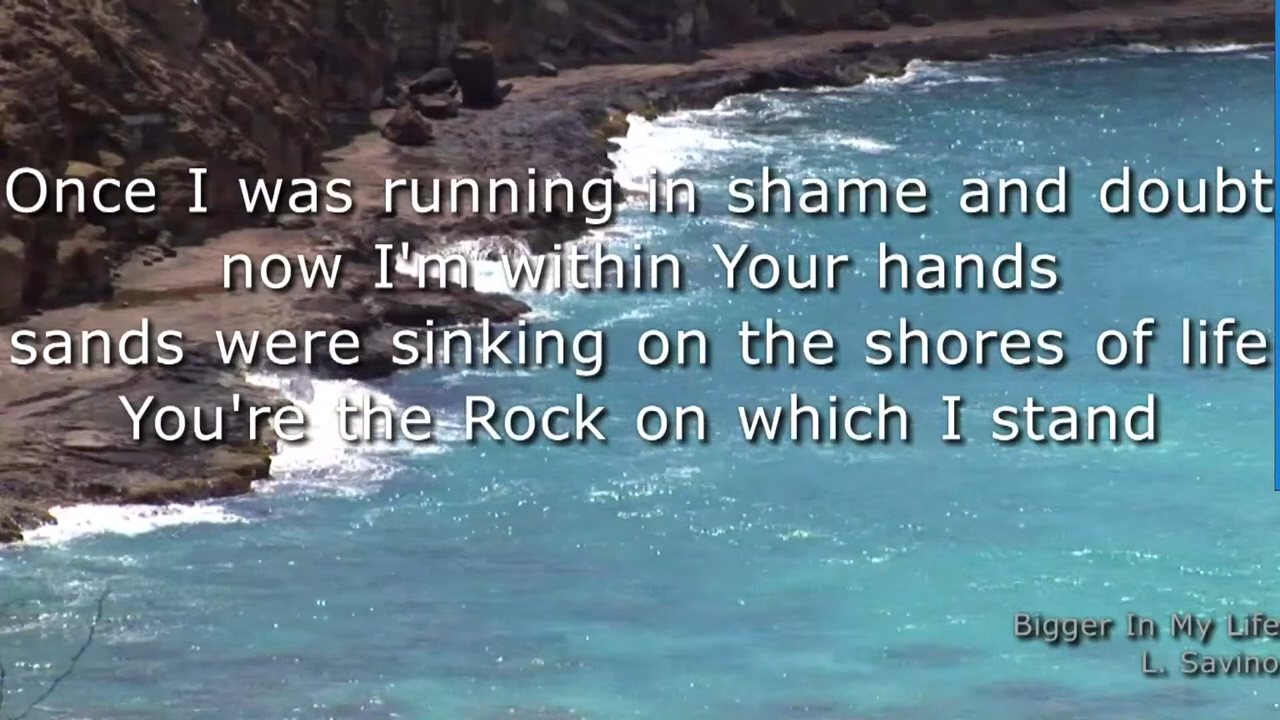 Once I was running in shame and doubt
now I'm within Your hands
sands were sinking on the shores of life
You're the Rock on which I stand
Bigger In My Life
L. Savino